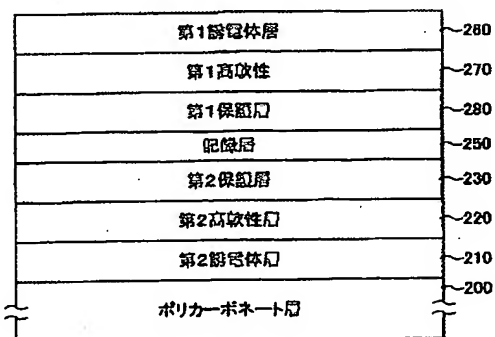 第1誘電体層 260
270
第1高軟性
第1保護層 280
記録層 250
第2保護層 230
第2高軟性層 220
第2誘電体層 210
200
ポリカーボネート層